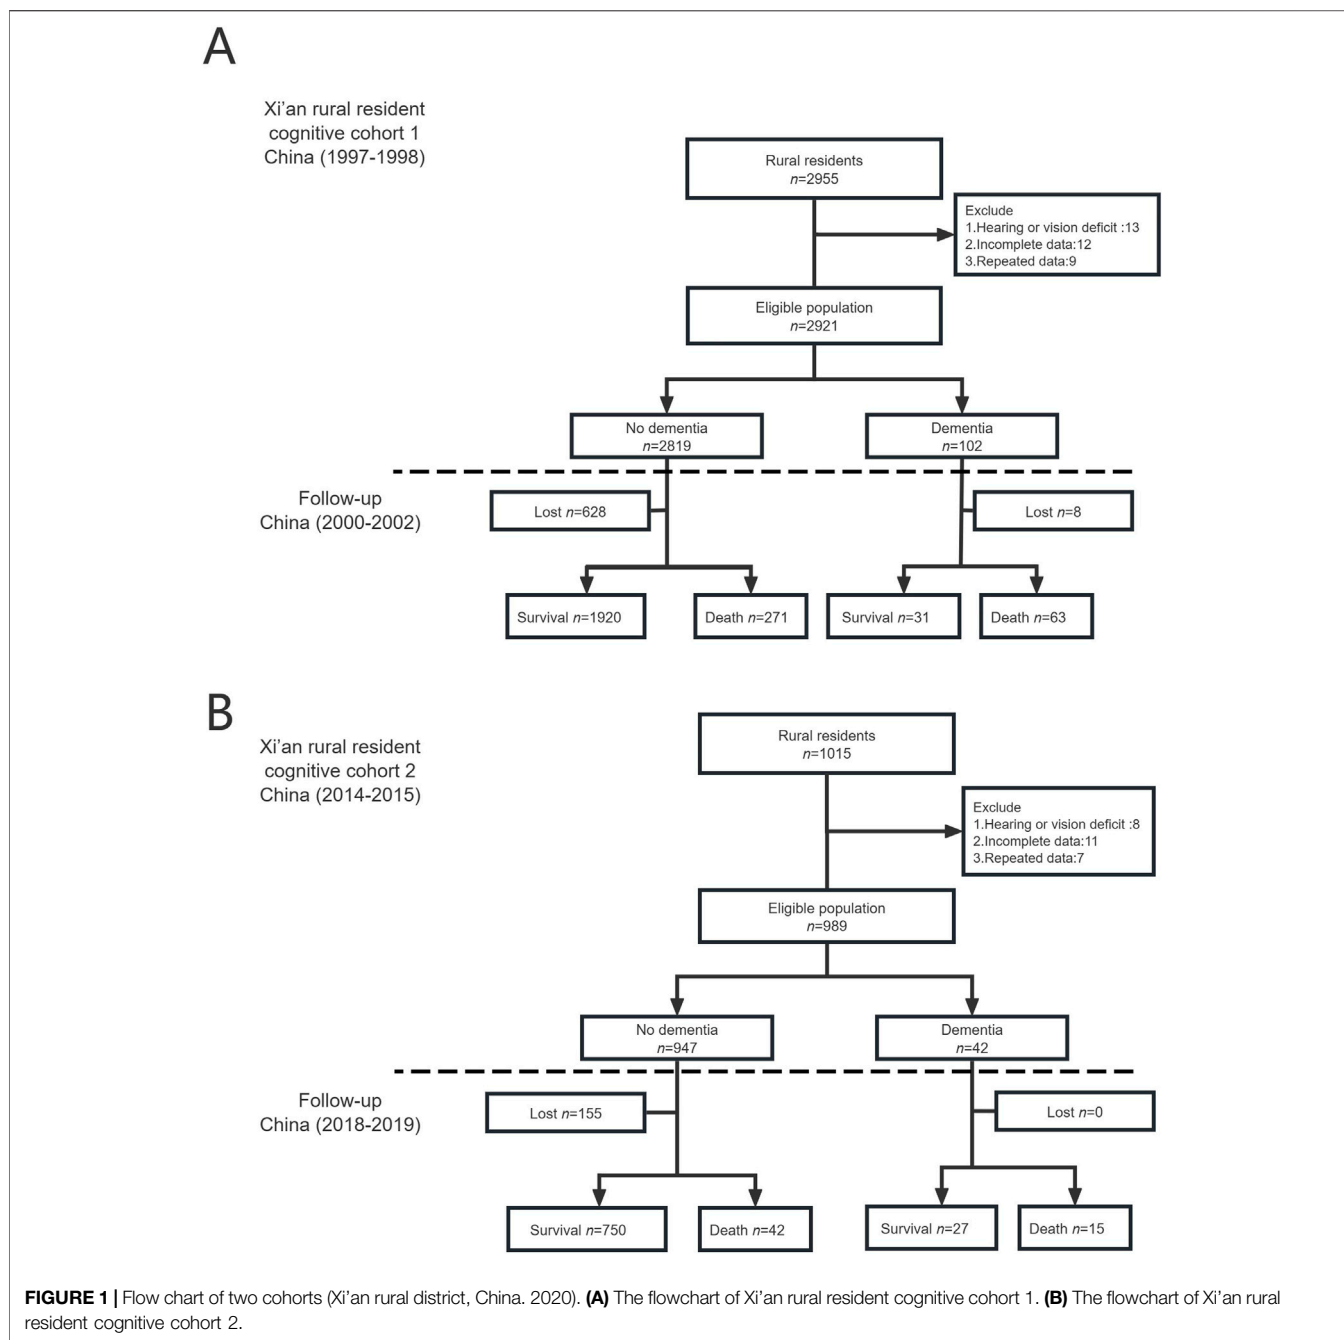 A
Xi'an rural resident
cognitive cohort 1
China (1997-1998)
Rural residents
n=2955
Exclude
1.Hearing or vision deficit :13
2.Incomplete data:12
3.Repeated data:9
Eligible population
n=2921
No dementia
n=2819
Dementia
n=102
Follow-up
China (2000-2002)
Lost n=628
Lost n=8
Survival n=1920
Death n=271
Survival n=31
Death n=63
B
Xi'an rural resident
cognitive cohort 2
China (2014-2015)
Rural residents
n=1015
Exclude
1.Hearing or vision deficit :8
2.Incomplete data:11
3.Repeated data:7
Eligible population
n=989
No dementia
n=947
Dementia
n=42
Follow-up
China (2018-2019)
Lost n=155
Lost n=0
Survival n=750
Death n=42
Survival n=27
Death n=15
FIGURE 1 | Flow chart of two cohorts (Xi'an rural district, China. 2020). (A) The flowchart of Xi'an rural resident cognitive cohort 1. (B) The flowchart of Xi'an rural
resident cognitive cohort 2.